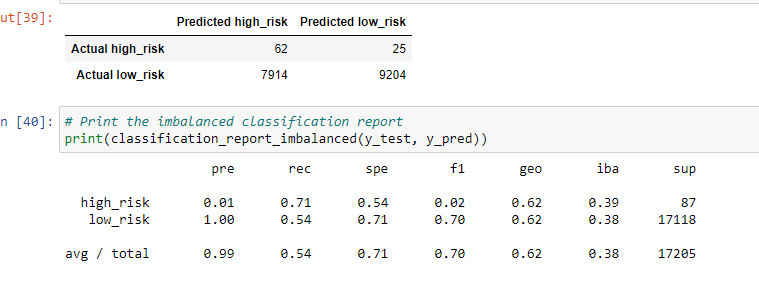 ut[39]:
Predicted high_risk Predicted low_risk
Actual high_risk 62 25
Actual low_risk 7914 9204
n [40]: # Print the imbalanced classification report
print(classification_report_imbalanced(y_test, y_pred))
pre rec spe f1 geo iba sup
high_risk 0.01 0.71 0.54 0.02 0.62 0.39 87
low_risk 1.00 0.54 0.71 0.70 0.62 0.38 17118
avg / total 0.99 0.54 0.71 0.70 0.62 0.38 17205